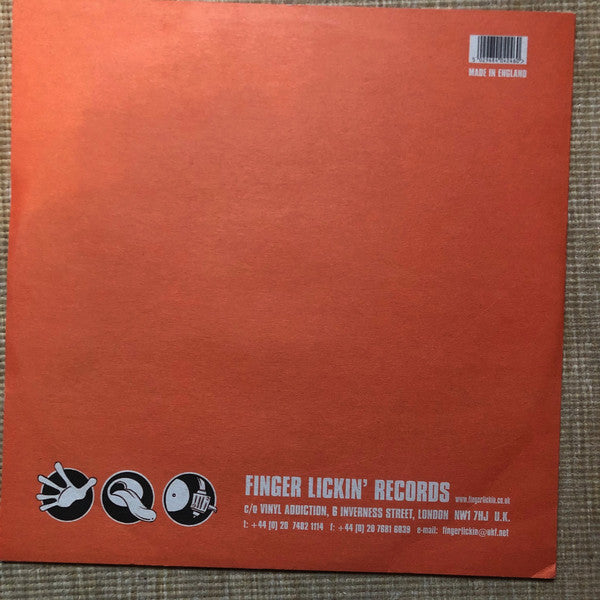 MADE IN ENGLAND
FINGER LICKIN' RECORDS www.fingerlickin.co.uk
c/o VINYL ADDICTION, 6 INVERNESS STREET, LONDON NW1 7HJ U.K.
t: +44 [0] 20 7482 1114 f: +44 [0] 20 7681 6039 e-mail: fingerlickin@ukf.net